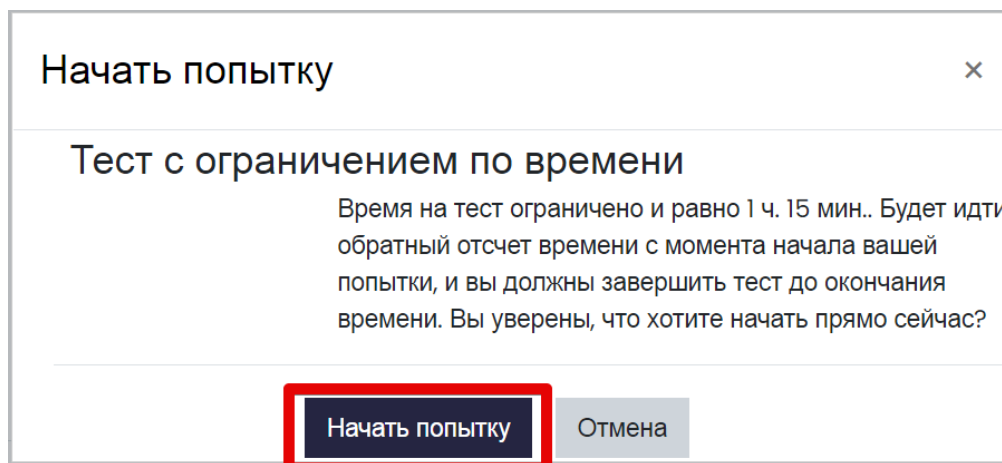 Начать попытку ×
Тест с ограничением по времени
Время на тест ограничено и равно 1 ч. 15 мин.. Будет идти
обратный отсчет времени с момента начала вашей
попытки, и вы должны завершить тест до окончания
времени. Вы уверены, что хотите начать прямо сейчас?
Начать попытку Отмена